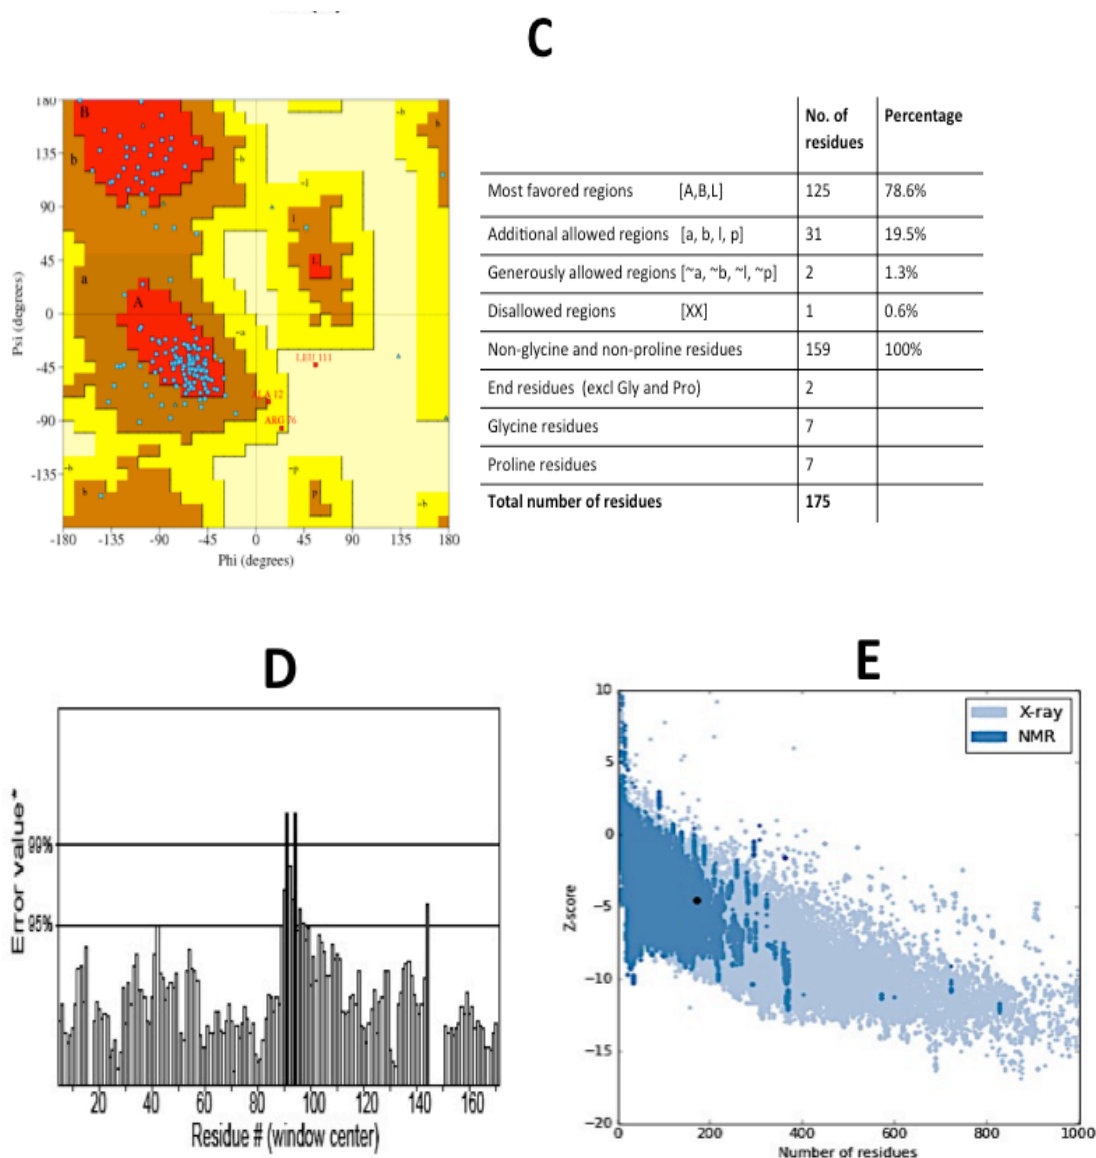 C
B
b
~b
~b
b
~l
l
L
a
A
~a
LEU 111
ALA 12
ARG 76
~b
b
~p
p
~b
180
135
90
45
0
-45
-90
-135
-180 -135 -90 -45 0 45 90 135 180
Psi (degrees)
Phi (degrees)
No. of residues Percentage
Most favored regions [A,B,L] 125 78.6%
Additional allowed regions [a, b, l, p] 31 19.5%
Generously allowed regions [~a, ~b, ~l, ~p] 2 1.3%
Disallowed regions [XX] 1 0.6%
Non-glycine and non-proline residues 159 100%
End residues (excl Gly and Pro) 2
Glycine residues 7
Proline residues 7
Total number of residues 175
D
Error value*
99%
95%
20 40 60 80 100 120 140 160
Residue # (window center)
E
X-ray
NMR
10
5
0
−5
−10
−15
−20
0 200 400 600 800 1000
Z-score
Number of residues